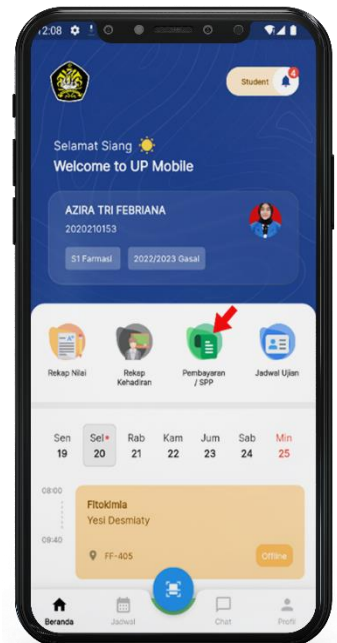 2:08
Student
4
Selamat Siang
Welcome to UP Mobile
AZIRA TRI FEBRIANA
2020210153
S1 Farmasi
2022/2023 Gasal
Rekap Nilai
Rekap
Kehadiran
Pembayaran
/ SPP
Jadwal Ujian
Sen Sel Rab Kam Jum Sab Min
19 20 21 22 23 24 25
08:00
Fitokimia
Yesi Desmiaty
09:40
FF-405
Offline
Beranda
Jadwal
Chat
Profil